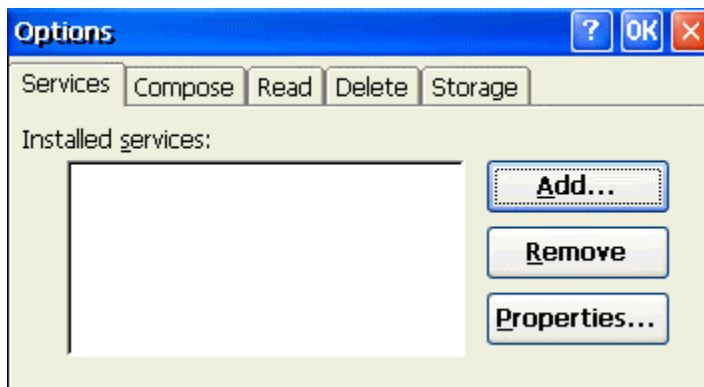 Options ? OK ×
Services Compose Read Delete Storage
Installed services:
Add...
Remove
Properties...